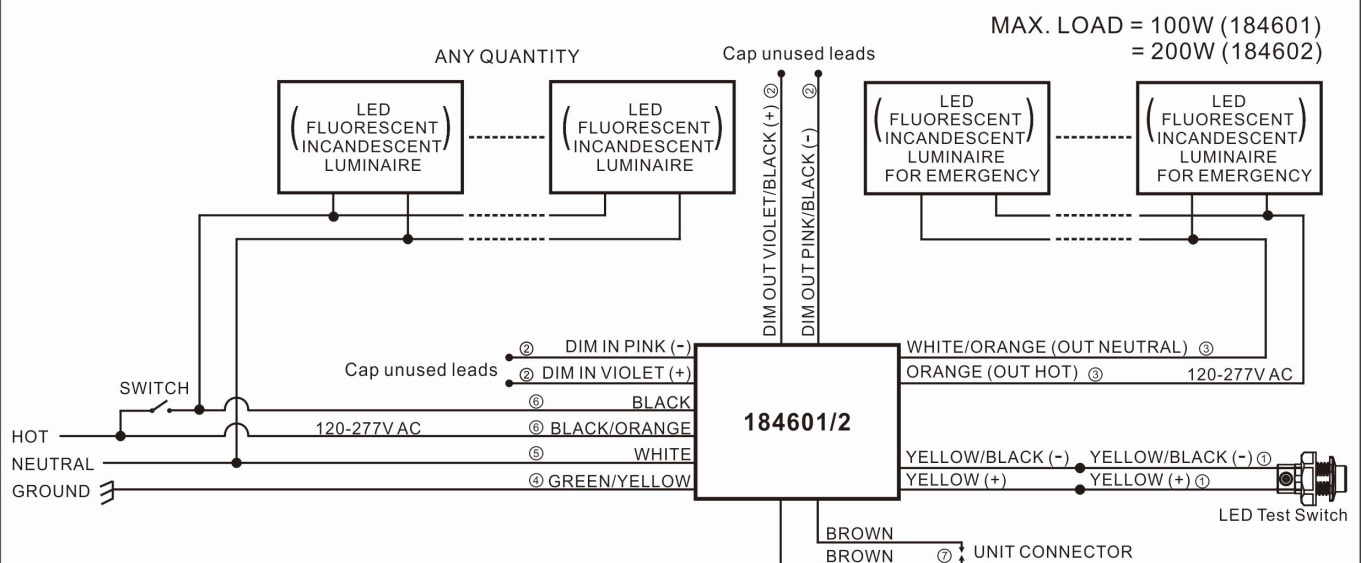 MAX. LOAD = 100W (184601)
= 200W (184602)
ANY QUANTITY
Cap unused leads
LED
FLUORESCENT
INCANDESCENT
LUMINAIRE
LED
FLUORESCENT
INCANDESCENT
LUMINAIRE
DIM OUT VIOLET/BLACK (+) ②
DIM OUT PINK/BLACK (-) ②
LED
FLUORESCENT
INCANDESCENT
LUMINAIRE
FOR EMERGENCY
LED
FLUORESCENT
INCANDESCENT
LUMINAIRE
FOR EMERGENCY
② DIM IN PINK (-)
Cap unused leads
② DIM IN VIOLET (+)
SWITCH
⑥ BLACK
HOT
120-277V AC
⑥ BLACK/ORANGE
NEUTRAL
⑤ WHITE
GROUND
④ GREEN/YELLOW
184601/2
WHITE/ORANGE (OUT NEUTRAL) ③
ORANGE (OUT HOT) ③ 120-277V AC
YELLOW/BLACK (-) YELLOW/BLACK (-) ①
YELLOW (+) YELLOW (+) ①
LED Test Switch
BROWN
BROWN ⑦ UNIT CONNECTOR